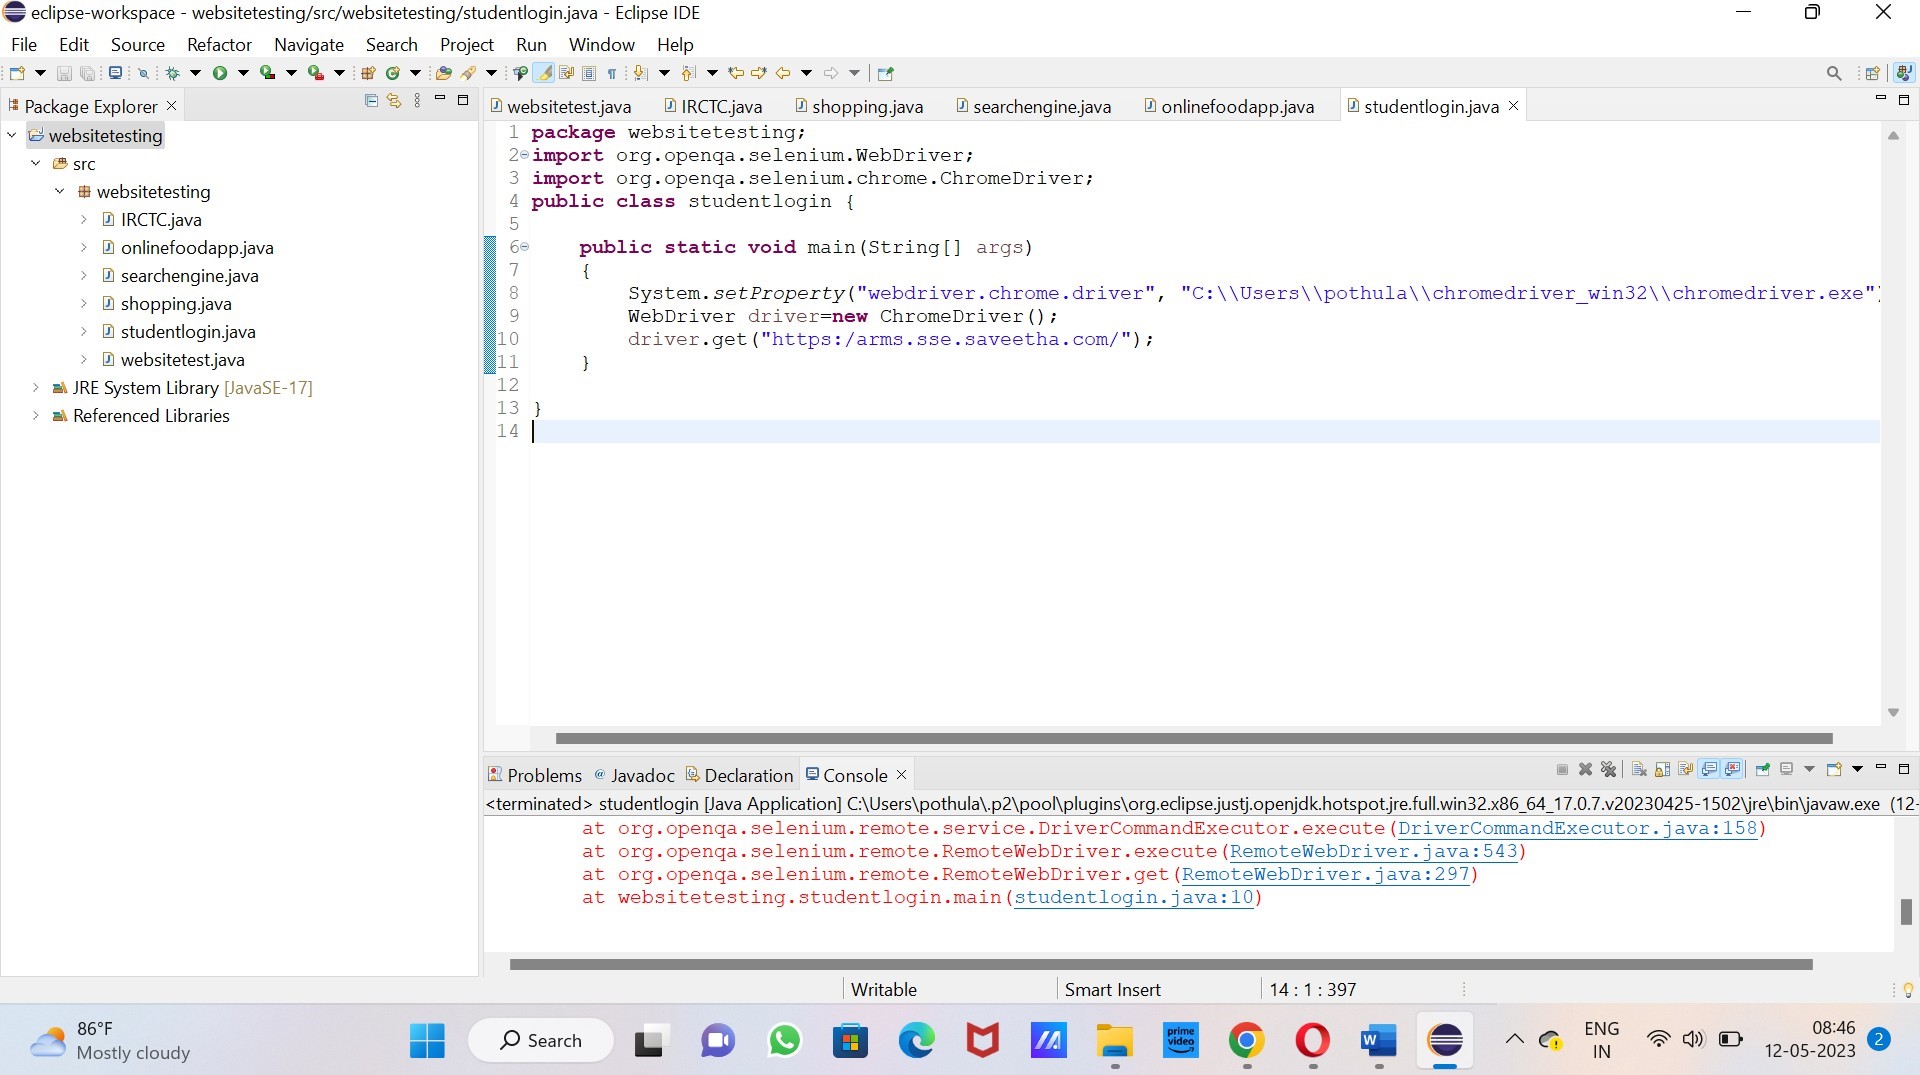 eclipse-workspace - websitetesting/src/websitetesting/studentlogin.java - Eclipse IDE
File Edit Source Refactor Navigate Search Project Run Window Help
Package Explorer
websitetesting
src
websitetesting
IRCTC.java
onlinefoodapp.java
searchengine.java
shopping.java
studentlogin.java
websitetest.java
JRE System Library [JavaSE-17]
Referenced Libraries
websitetest.java IRCTC.java shopping.java searchengine.java onlinefoodapp.java studentlogin.java
1 package websitetesting;
2 import org.openqa.selenium.WebDriver;
3 import org.openqa.selenium.chrome.ChromeDriver;
4 public class studentlogin {
5
6 public static void main(String[] args)
7 {
8 System.setProperty("webdriver.chrome.driver", "C:\\Users\\pothula\\chromedriver_win32\\chromedriver.exe")
9 WebDriver driver=new ChromeDriver();
10 driver.get("https:/arms.sse.saveetha.com/");
11 }
12
13 }
14
Problems Javadoc Declaration Console
<terminated> studentlogin [Java Application] C:\Users\pothula\.p2\pool\plugins\org.eclipse.justj.openjdk.hotspot.jre.full.win32.x86_64_17.0.7.v20230425-1502\jre\bin\javaw.exe (12-
at org.openqa.selenium.remote.service.DriverCommandExecutor.execute(DriverCommandExecutor.java:158)
at org.openqa.selenium.remote.RemoteWebDriver.execute(RemoteWebDriver.java:543)
at org.openqa.selenium.remote.RemoteWebDriver.get(RemoteWebDriver.java:297)
at websitetesting.studentlogin.main(studentlogin.java:10)
Writable Smart Insert 14 : 1 : 397
86°F
Mostly cloudy
Search
prime video
W
ENG
IN
08:46
12-05-2023
2